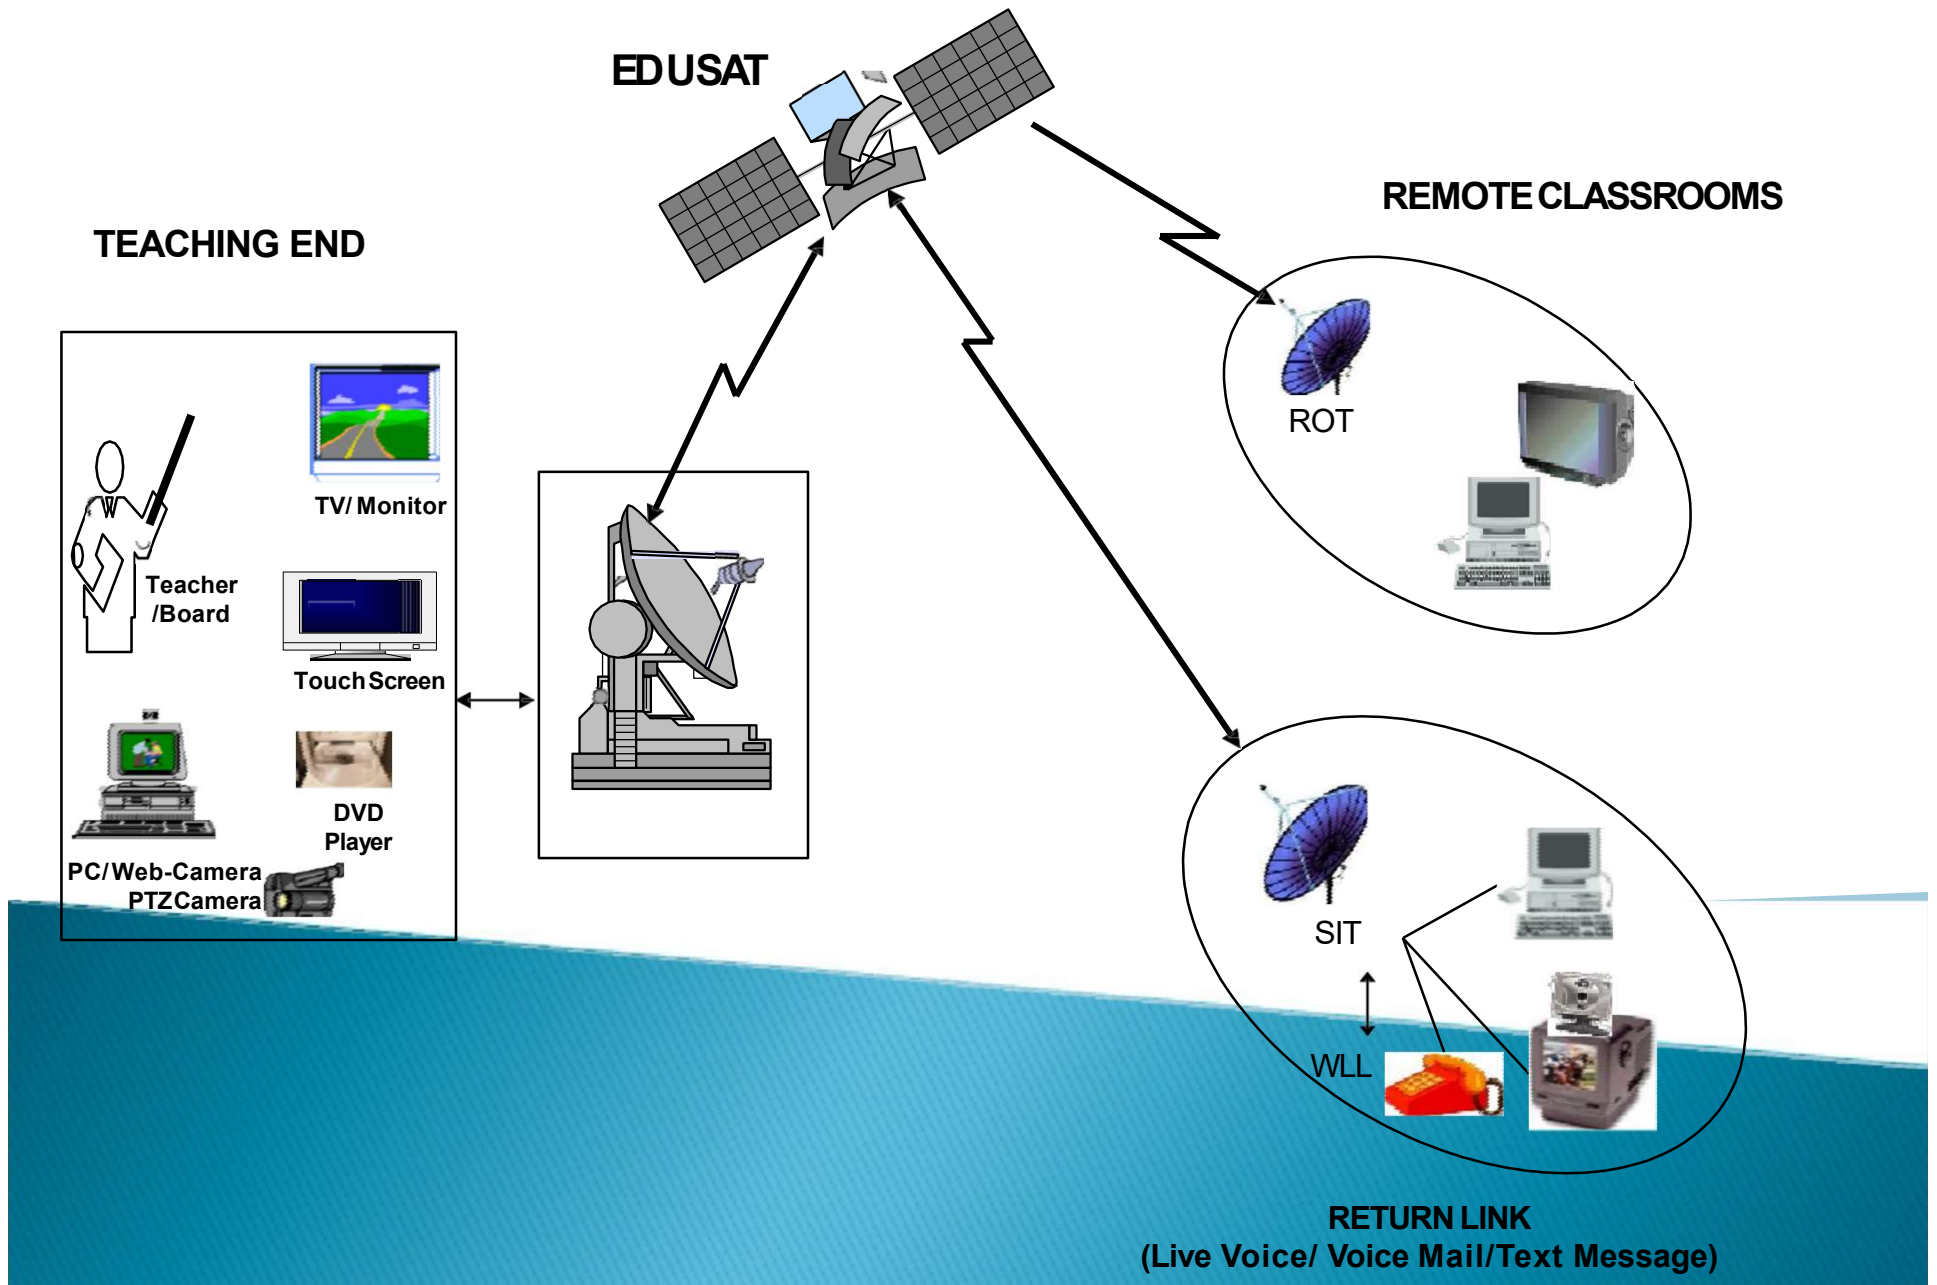 EDUSAT
REMOTE CLASSROOMS
TEACHING END
TV/ Monitor
Teacher
/Board
Touch Screen
DVD
Player
PC/ Web-Camera
PTZ Camera
ROT
SIT
WLL
RETURN LINK
(Live Voice/ Voice Mail/Text Message)